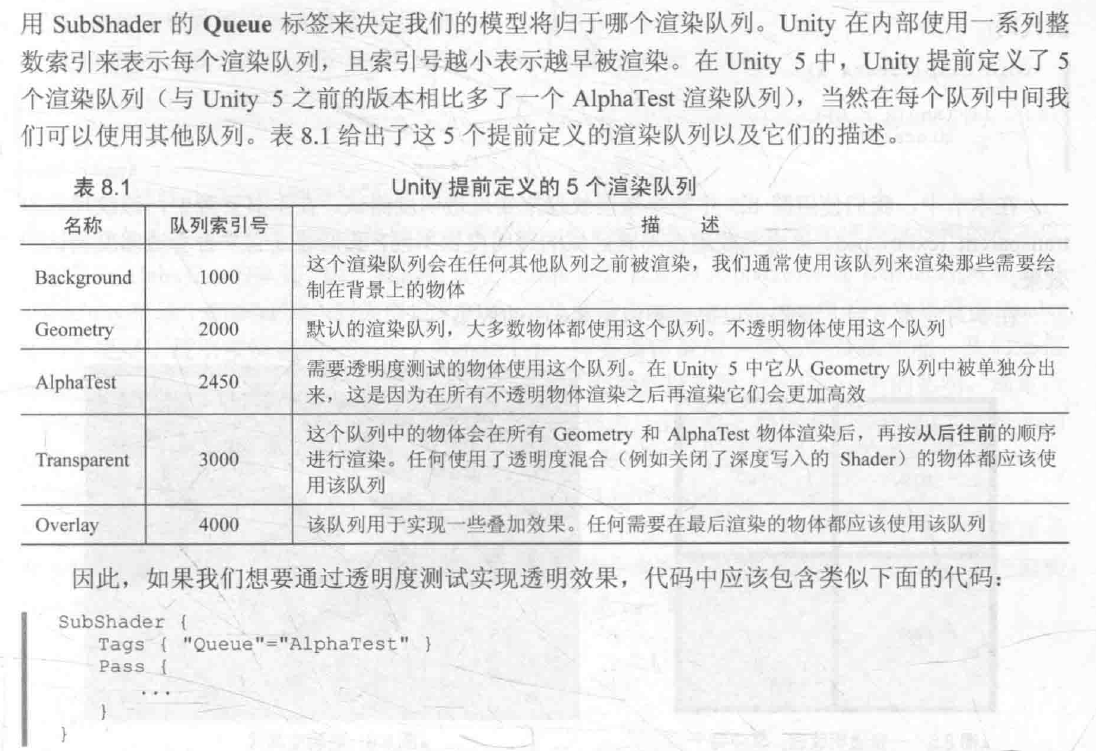 用 SubShader 的 Queue 标签来决定我们的模型将归于哪个渲染队列。Unity 在内部使用一系列整
数索引来表示每个渲染队列，且索引号越小表示越早被渲染。在 Unity 5 中，Unity 提前定义了 5
个渲染队列（与 Unity 5 之前的版本相比多了一个 AlphaTest 渲染队列），当然在每个队列中间我
们可以使用其他队列。表 8.1 给出了这 5 个提前定义的渲染队列以及它们的描述。
表 8.1 Unity 提前定义的 5 个渲染队列
名称 队列索引号 描 述
Background 1000 这个渲染队列会在任何其他队列之前被渲染，我们通常使用该队列来渲染那些需要绘
制在背景上的物体
Geometry 2000 默认的渲染队列，大多数物体都使用这个队列。不透明物体使用这个队列
AlphaTest 2450 需要透明度测试的物体使用这个队列。在 Unity 5 中它从 Geometry 队列中被单独分出
来，这是因为在所有不透明物体渲染之后再渲染它们会更加高效
Transparent 3000 这个队列中的物体会在所有 Geometry 和 AlphaTest 物体渲染后，再按从后往前的顺序
进行渲染。任何使用了透明度混合（例如关闭了深度写入的 Shader）的物体都应该使
用该队列
Overlay 4000 该队列用于实现一些叠加效果。任何需要在最后渲染的物体都应该使用该队列
因此，如果我们想要通过透明度测试实现透明效果，代码中应该包含类似下面的代码：
SubShader {
Tags { "Queue"="AlphaTest" }
Pass {
...
}
}